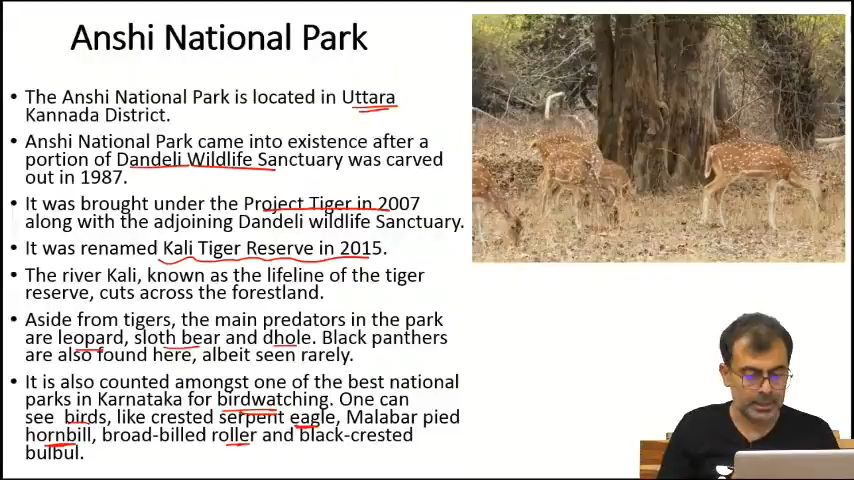 Anshi National Park
• The Anshi National Park is located in Uttara
Kannada District.
• Anshi National Park came into existence after a
portion of Dandeli Wildlife Sanctuary was carved
out in 1987.
• It was brought under the Project Tiger in 2007
along with the adjoining Dandeli wildlife Sanctuary.
• It was renamed Kali Tiger Reserve in 2015.
• The river Kali, known as the lifeline of the tiger
reserve, cuts across the forestland.
• Aside from tigers, the main predators in the park
are leopard, sloth bear and dhole. Black panthers
are also found here, albeit seen rarely.
• It is also counted amongst one of the best national
parks in Karnataka for birdwatching. One can
see birds, like crested serpent eagle, Malabar pied
hornbill, broad-billed roller and black-crested
bulbul.